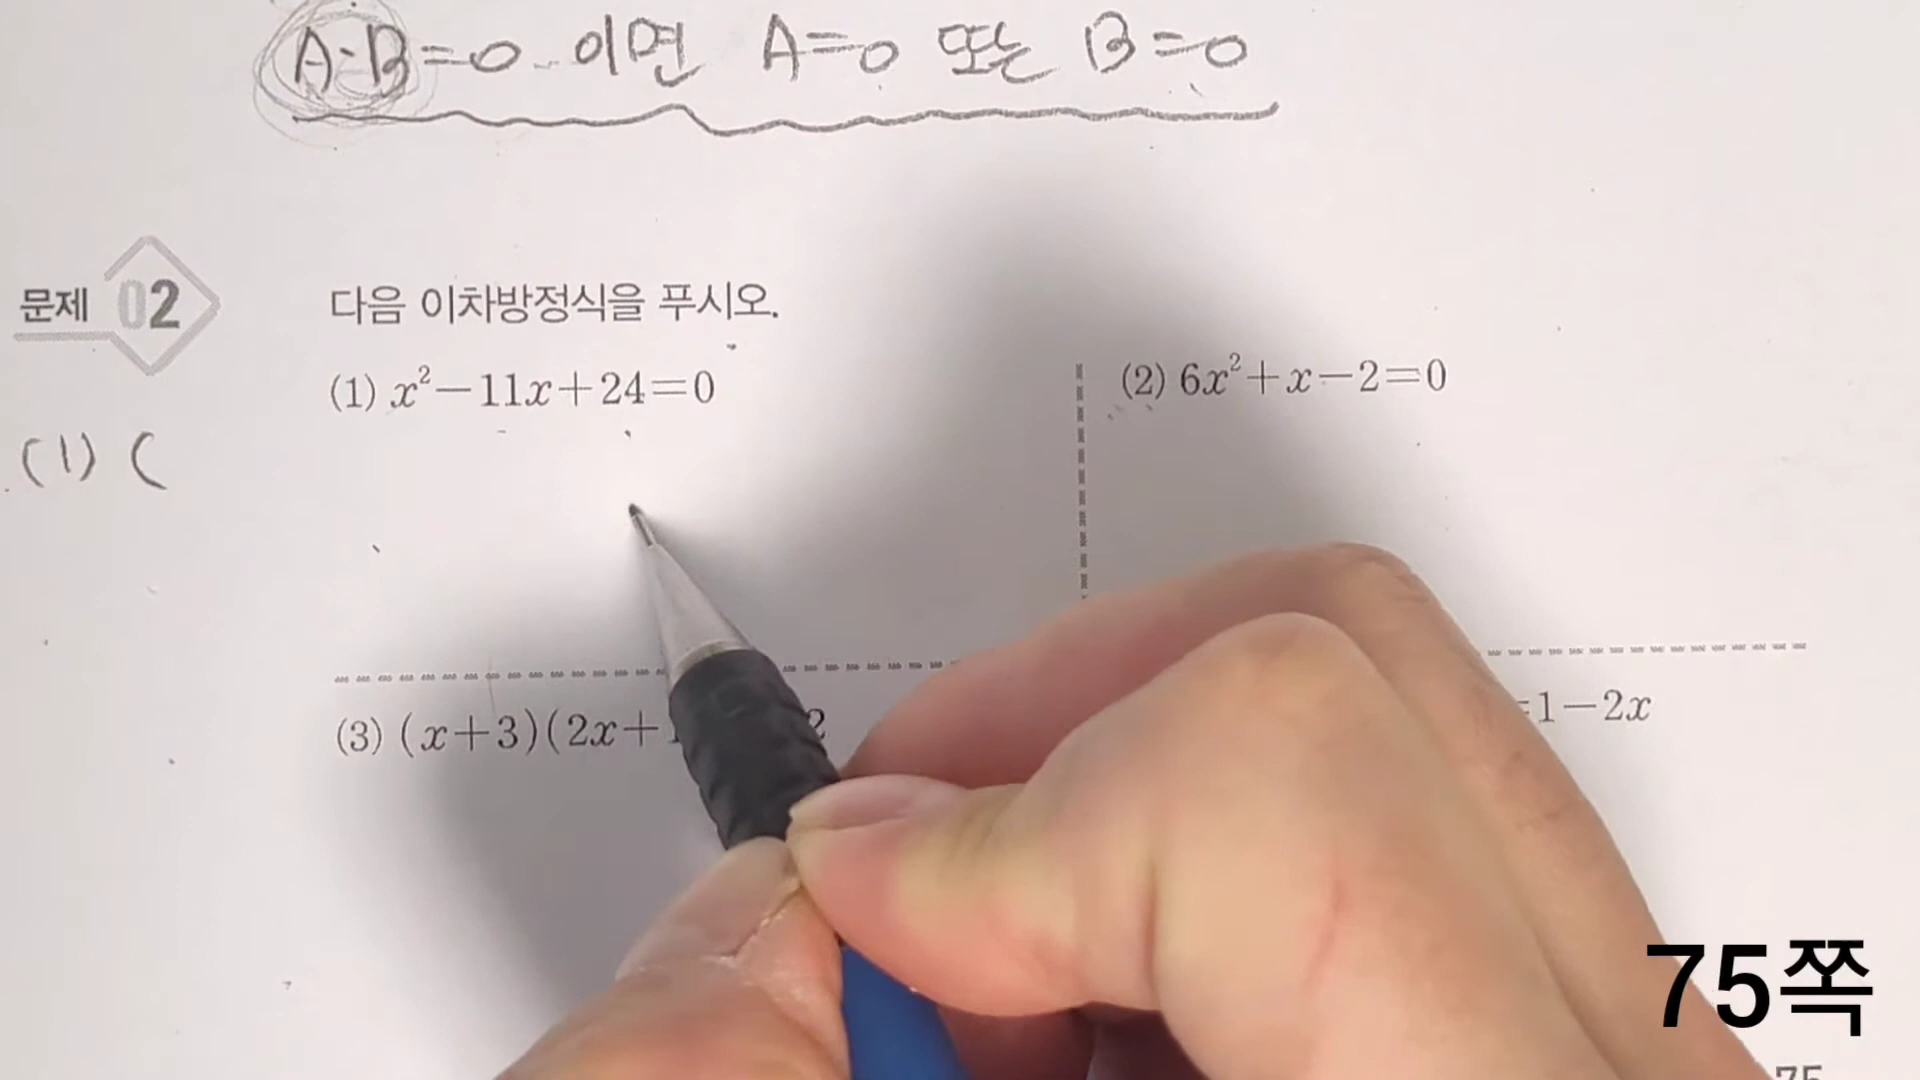 A·B=0 이면 A=0 또는 B=0
문제 02 다음 이차방정식을 푸시오.
(1) x²-11x+24=0
(2) 6x²+x-2=0
(1) (
(3) (x+3)(2x+
2
=1-2x
75쪽
75